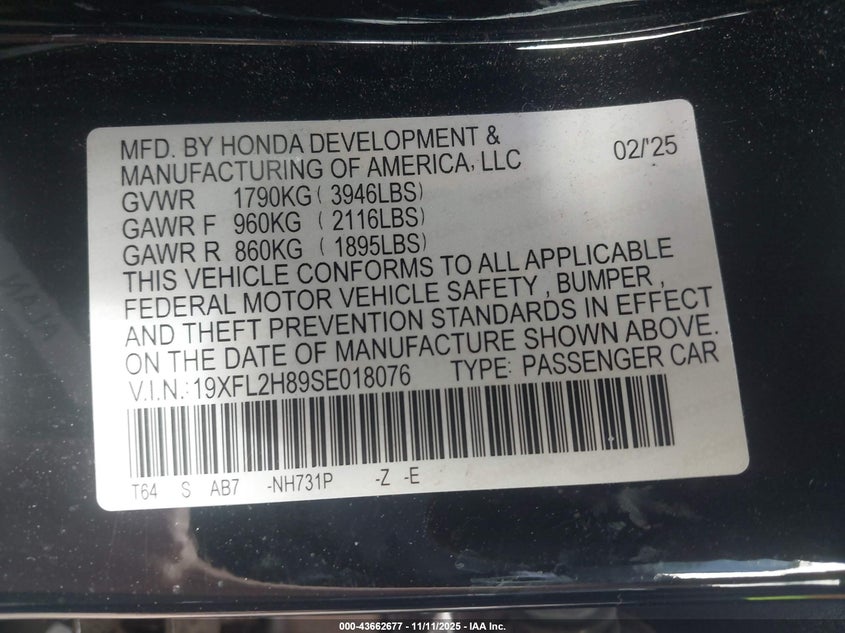 MFD. BY HONDA DEVELOPMENT &
MANUFACTURING OF AMERICA, LLC 02/'25
GVWR 1790KG ( 3946LBS)
GAWR F 960KG ( 2116LBS)
GAWR R 860KG ( 1895LBS)
THIS VEHICLE CONFORMS TO ALL APPLICABLE
FEDERAL MOTOR VEHICLE SAFETY , BUMPER ,
AND THEFT PREVENTION STANDARDS IN EFFECT
ON THE DATE OF MANUFACTURE SHOWN ABOVE.
V.I.N.: 19XFL2H89SE018076 TYPE: PASSENGER CAR
T64 S AB7 -NH731P -Z -E
000-43662677 - 11/11/2025 - IAA Inc.